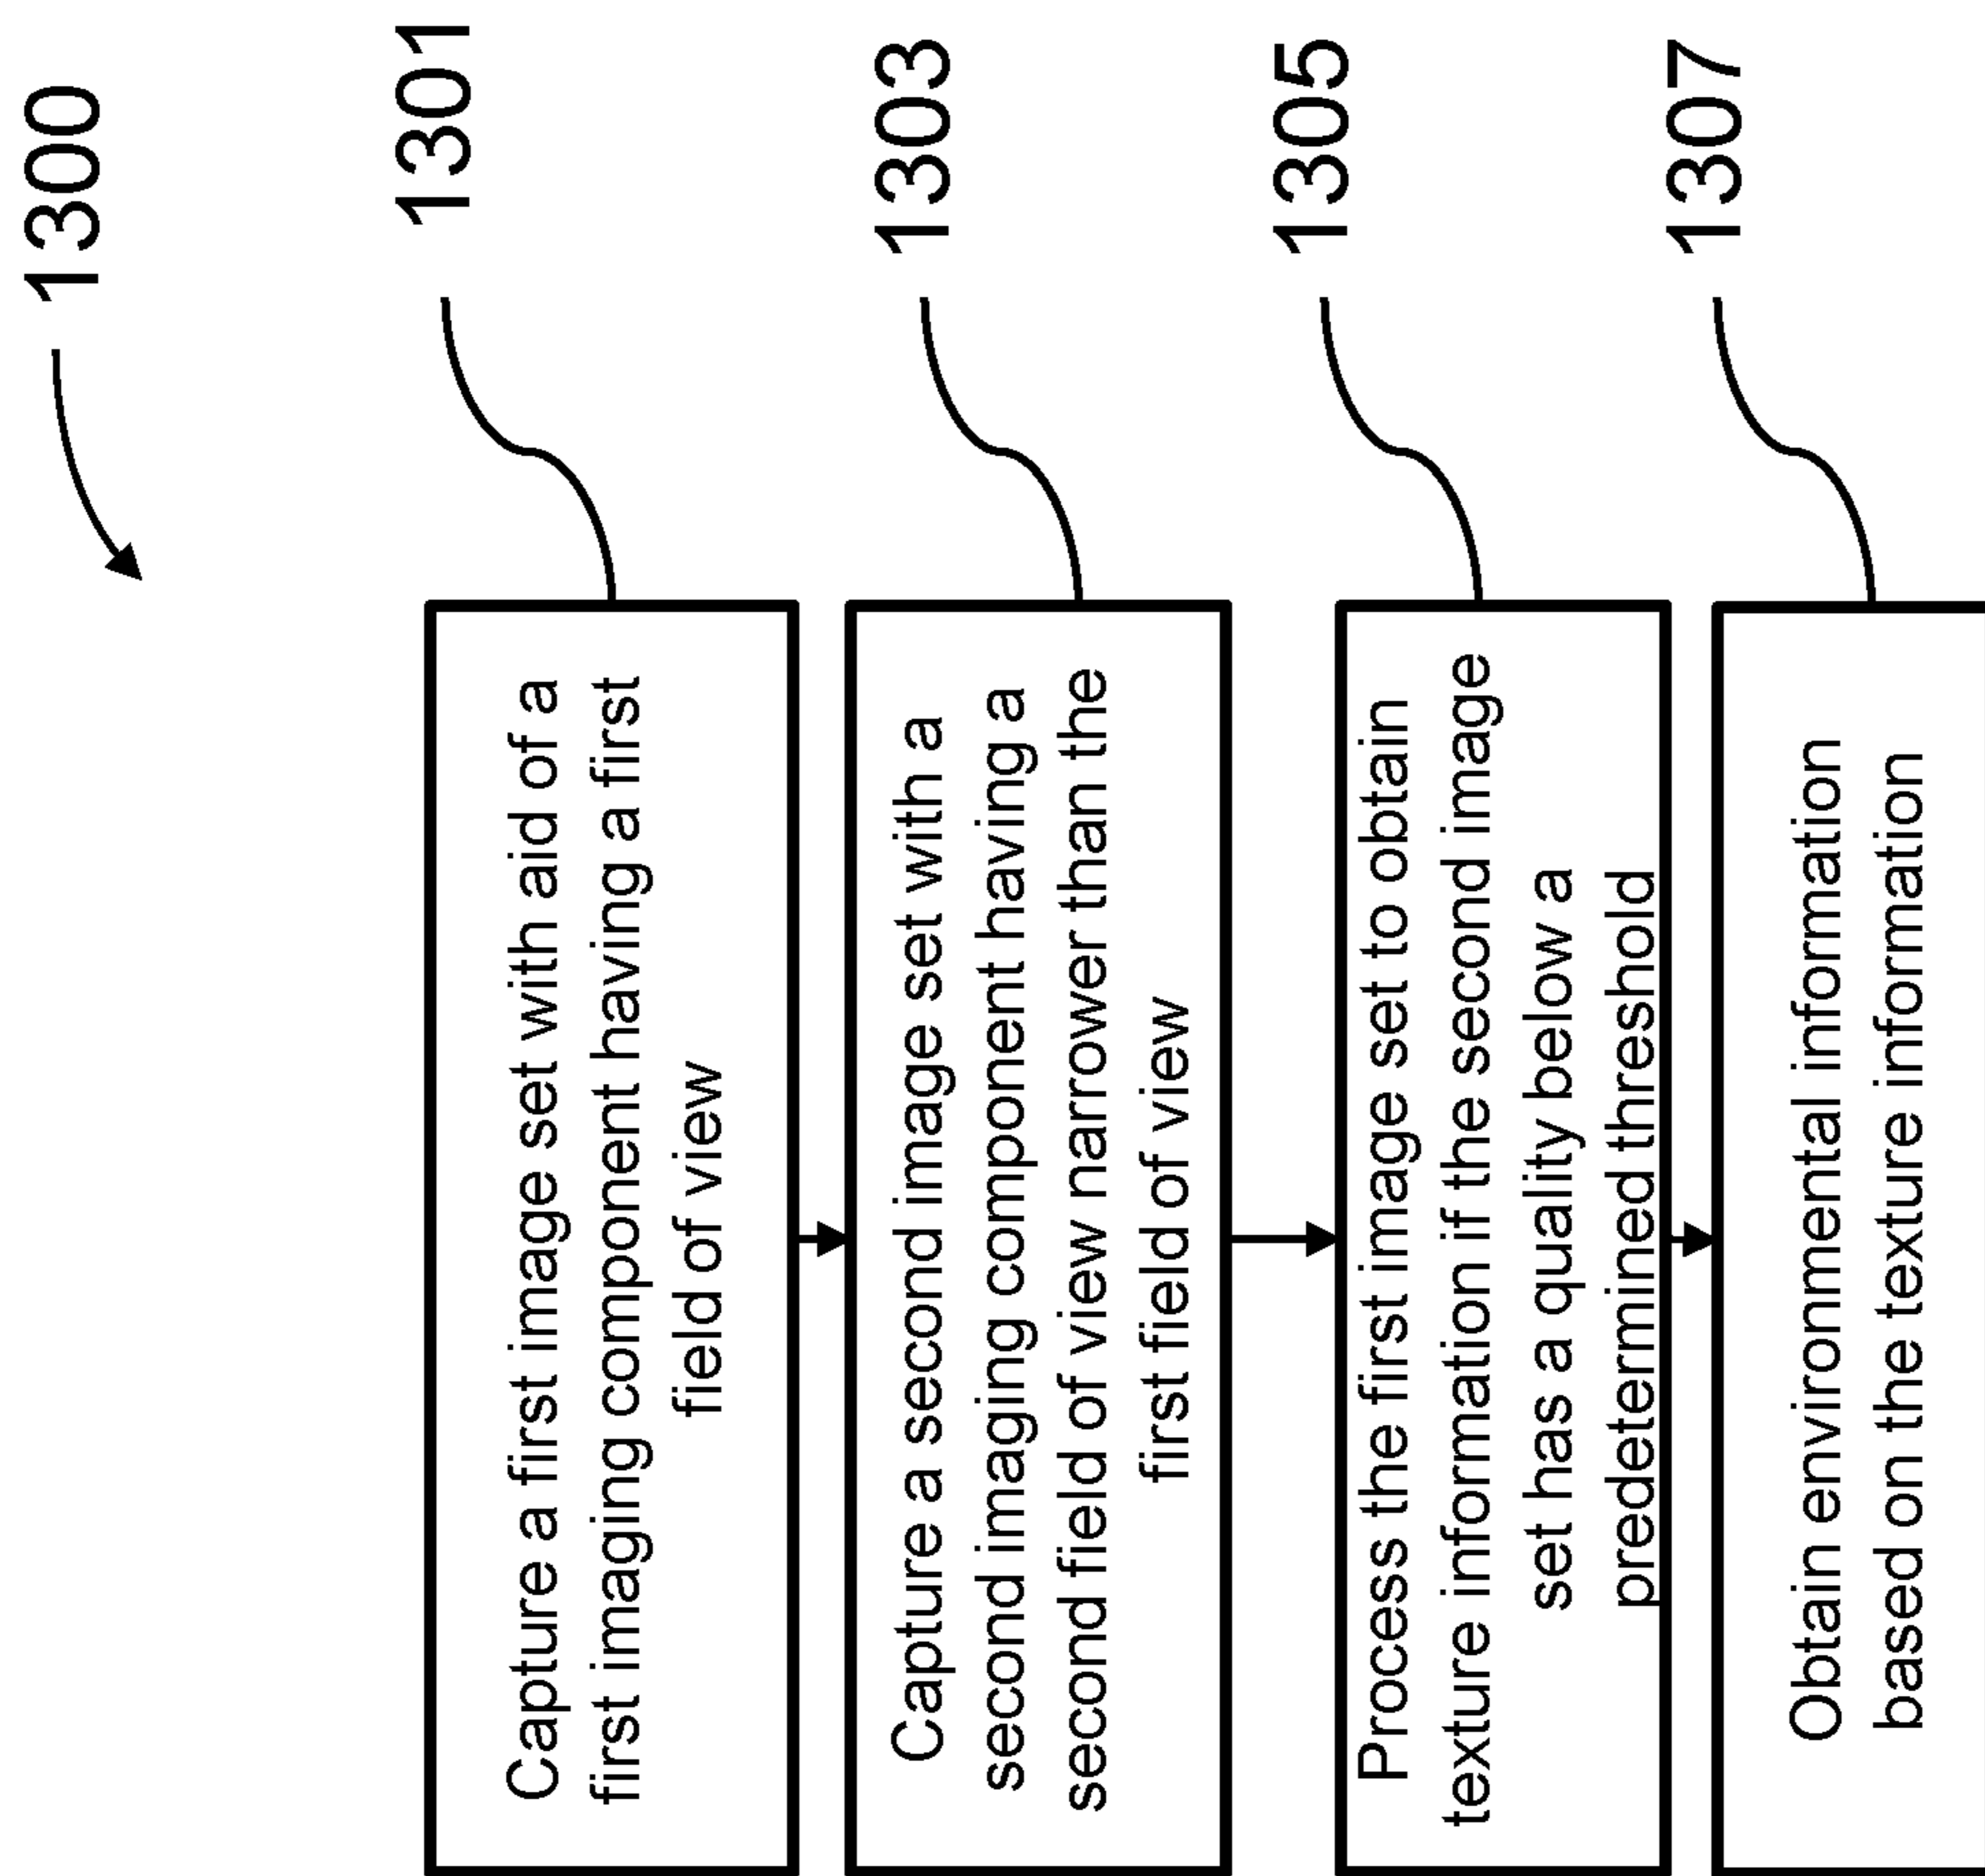 1300
1301
Capture a first image set with aid of a
first imaging component having a first
field of view
1303
Capture a second image set with a
second imaging component having a
second field of view narrower than the
first field of view
1305
Process the first image set to obtain
texture information if the second image
set has a quality below a
predetermined threshold
1307
Obtain environmental information
based on the texture information